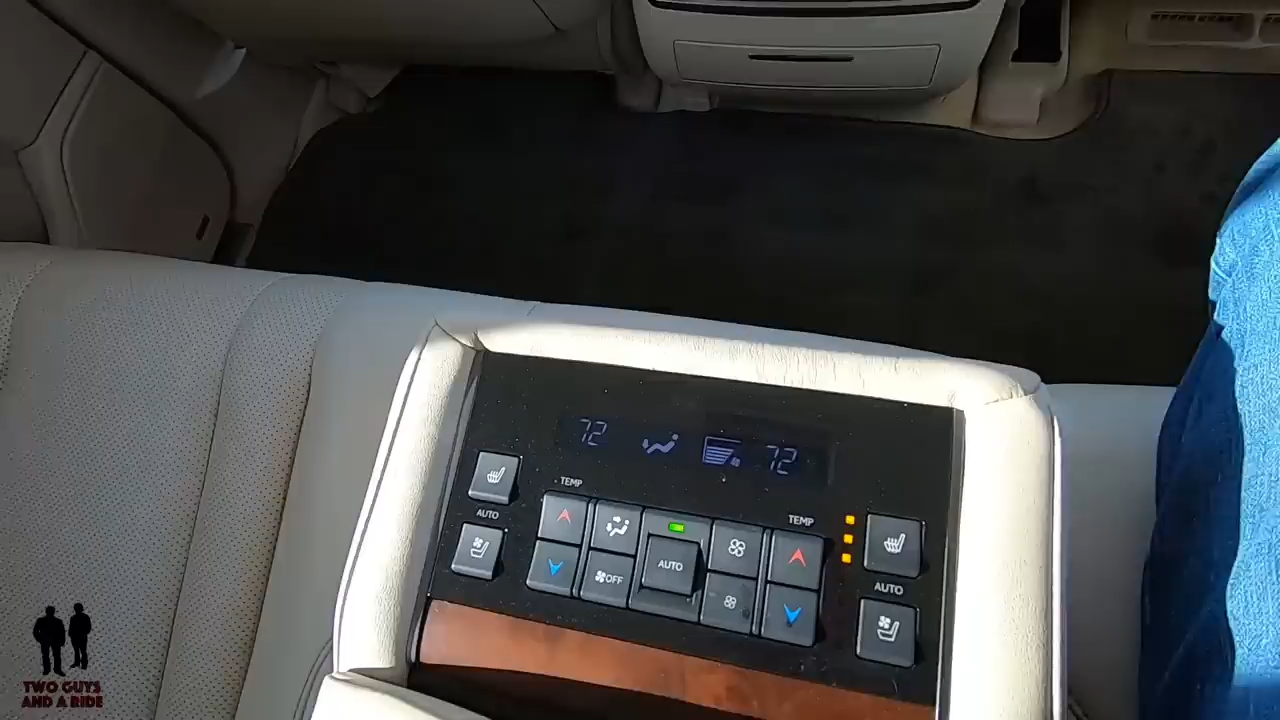 72 72
TEMP
AUTO
TEMP
OFF
AUTO
AUTO
TWO GUYS
AND A RIDE